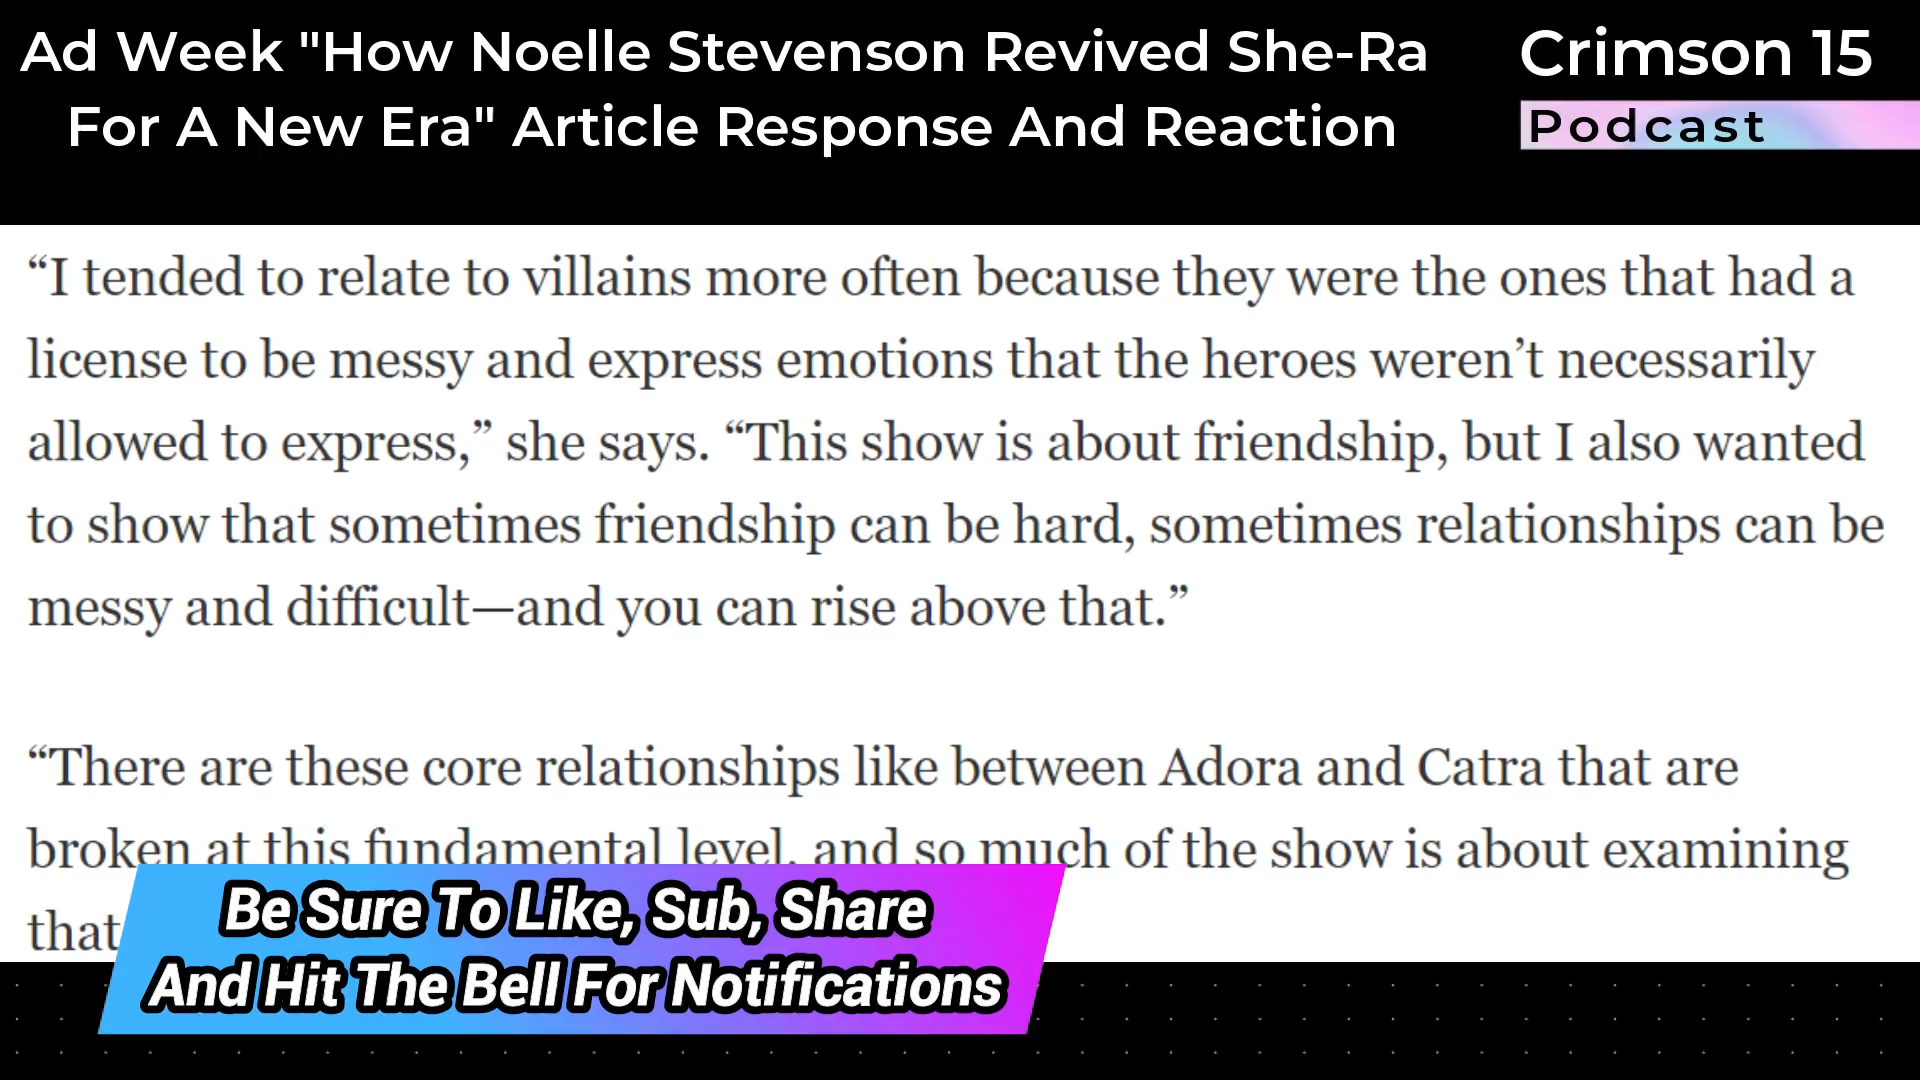 Ad Week "How Noelle Stevenson Revived She-Ra
For A New Era" Article Response And Reaction
Crimson 15
Podcast
“I tended to relate to villains more often because they were the ones that had a
license to be messy and express emotions that the heroes weren’t necessarily
allowed to express,” she says. “This show is about friendship, but I also wanted
to show that sometimes friendship can be hard, sometimes relationships can be
messy and difficult—and you can rise above that.”
“There are these core relationships like between Adora and Catra that are
broken at this fundamental level, and so much of the show is about examining
that
Be Sure To Like, Sub, Share
And Hit The Bell For Notifications